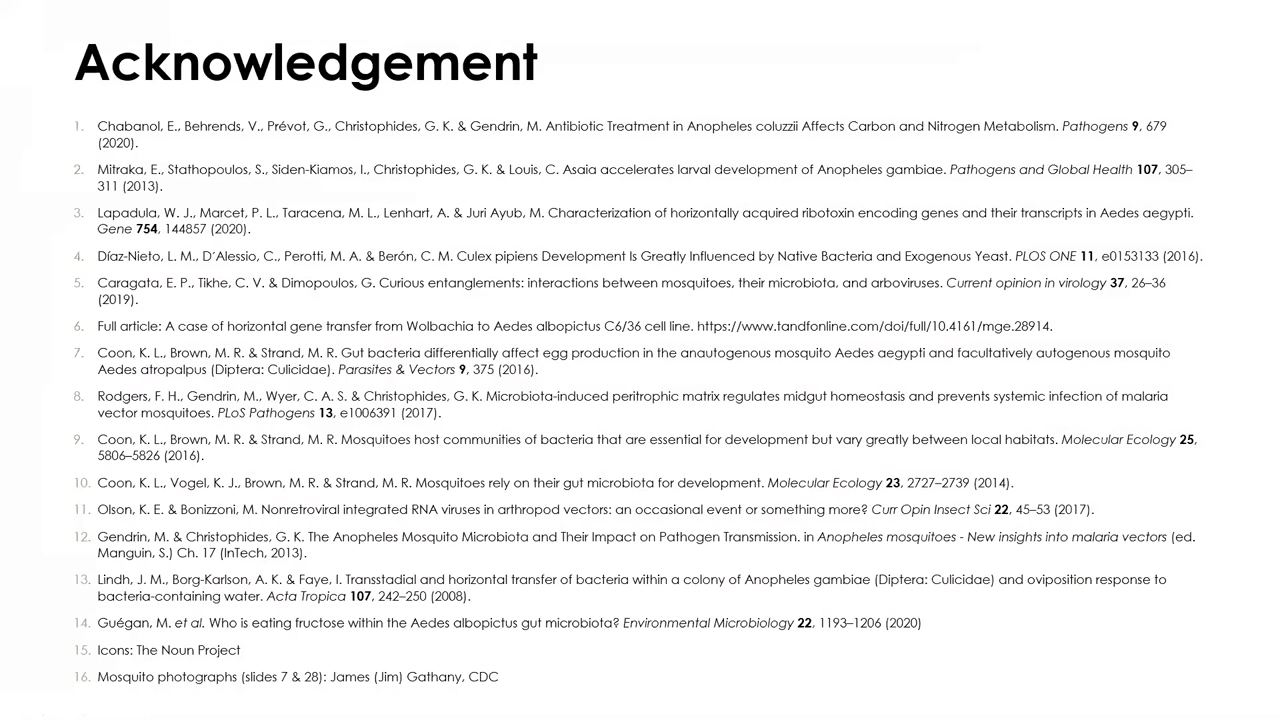 Acknowledgement
1. Chabanol, E., Behrends, V., Prévot, G., Christophides, G. K. & Gendrin, M. Antibiotic Treatment in Anopheles coluzzii Affects Carbon and Nitrogen Metabolism. Pathogens 9, 679
(2020).
2. Mitraka, E., Stathopoulos, S., Siden-Kiamos, I., Christophides, G. K. & Louis, C. Asaia accelerates larval development of Anopheles gambiae. Pathogens and Global Health 107, 305–
311 (2013).
3. Lapadula, W. J., Marcet, P. L., Taracena, M. L., Lenhart, A. & Juri Ayub, M. Characterization of horizontally acquired ribotoxin encoding genes and their transcripts in Aedes aegypti.
Gene 754, 144857 (2020).
4. Díaz-Nieto, L. M., D´Alessio, C., Perotti, M. A. & Berón, C. M. Culex pipiens Development Is Greatly Influenced by Native Bacteria and Exogenous Yeast. PLOS ONE 11, e0153133 (2016).
5. Caragata, E. P., Tikhe, C. V. & Dimopoulos, G. Curious entanglements: interactions between mosquitoes, their microbiota, and arboviruses. Current opinion in virology 37, 26–36
(2019).
6. Full article: A case of horizontal gene transfer from Wolbachia to Aedes albopictus C6/36 cell line. https://www.tandfonline.com/doi/full/10.4161/mge.28914.
7. Coon, K. L., Brown, M. R. & Strand, M. R. Gut bacteria differentially affect egg production in the anautogenous mosquito Aedes aegypti and facultatively autogenous mosquito
Aedes atropalpus (Diptera: Culicidae). Parasites & Vectors 9, 375 (2016).
8. Rodgers, F. H., Gendrin, M., Wyer, C. A. S. & Christophides, G. K. Microbiota-induced peritrophic matrix regulates midgut homeostasis and prevents systemic infection of malaria
vector mosquitoes. PLoS Pathogens 13, e1006391 (2017).
9. Coon, K. L., Brown, M. R. & Strand, M. R. Mosquitoes host communities of bacteria that are essential for development but vary greatly between local habitats. Molecular Ecology 25,
5806–5826 (2016).
10. Coon, K. L., Vogel, K. J., Brown, M. R. & Strand, M. R. Mosquitoes rely on their gut microbiota for development. Molecular Ecology 23, 2727–2739 (2014).
11. Olson, K. E. & Bonizzoni, M. Nonretroviral integrated RNA viruses in arthropod vectors: an occasional event or something more? Curr Opin Insect Sci 22, 45–53 (2017).
12. Gendrin, M. & Christophides, G. K. The Anopheles Mosquito Microbiota and Their Impact on Pathogen Transmission. in Anopheles mosquitoes - New insights into malaria vectors (ed.
Manguin, S.) Ch. 17 (InTech, 2013).
13. Lindh, J. M., Borg-Karlson, A. K. & Faye, I. Transstadial and horizontal transfer of bacteria within a colony of Anopheles gambiae (Diptera: Culicidae) and oviposition response to
bacteria-containing water. Acta Tropica 107, 242–250 (2008).
14. Guégan, M. et al. Who is eating fructose within the Aedes albopictus gut microbiota? Environmental Microbiology 22, 1193–1206 (2020)
15. Icons: The Noun Project
16. Mosquito photographs (slides 7 & 28): James (Jim) Gathany, CDC